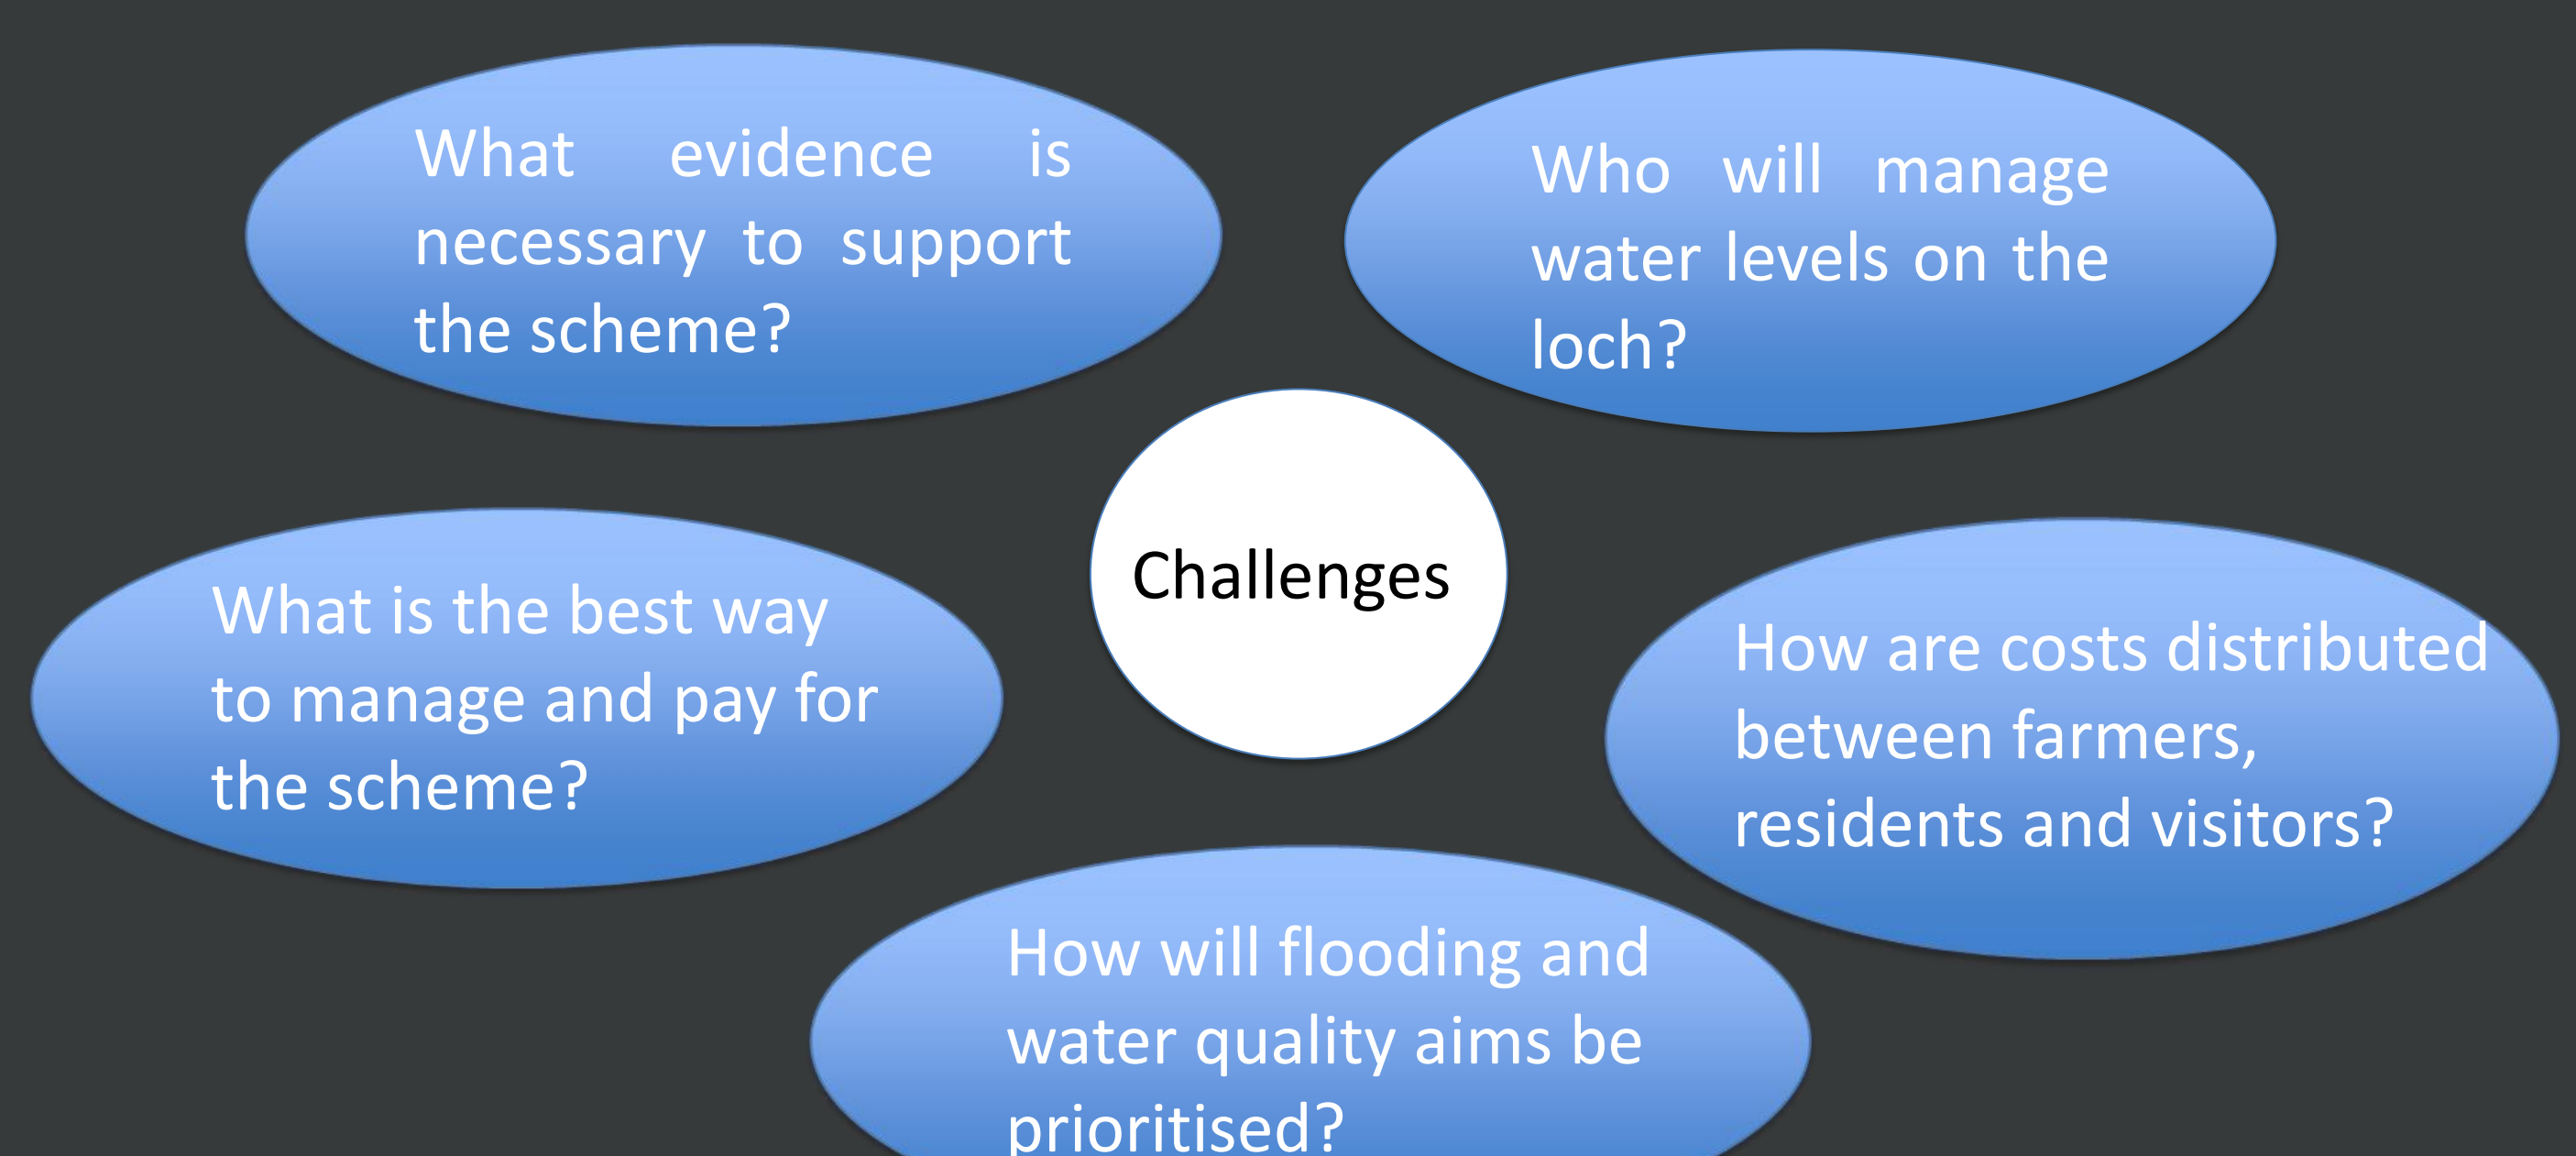 What evidence is
necessary to support
the scheme?
Who will manage
water levels on the
loch?
Challenges
What is the best way
to manage and pay for
the scheme?
How are costs distributed
between farmers,
residents and visitors?
How will flooding and
water quality aims be
prioritised?